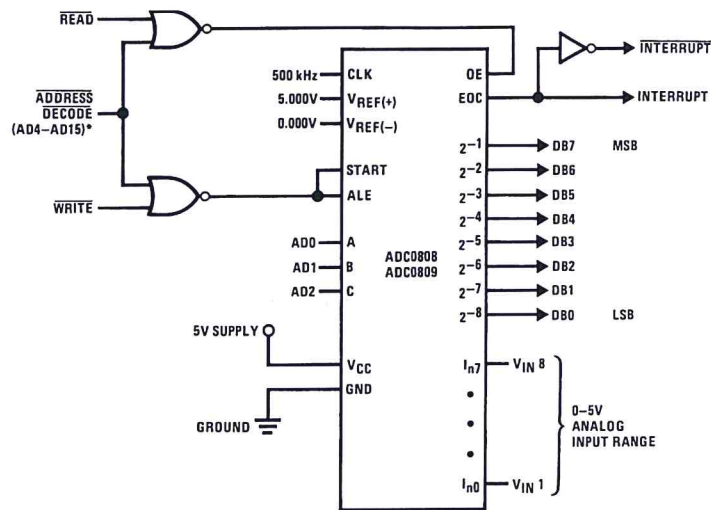 READ
ADDRESS
DECODE
(AD4–AD15)*
WRITE
500 kHz
5.000V
0.000V
AD0
AD1
AD2
5V SUPPLY
GROUND
CLK
VREF(+)
VREF(–)
START
ALE
A
B
C
VCC
GND
ADC0808
ADC0809
OE
EOC
2–1
2–2
2–3
2–4
2–5
2–6
2–7
2–8
In7
In0
INTERRUPT
INTERRUPT
DB7 MSB
DB6
DB5
DB4
DB3
DB2
DB1
DB0 LSB
VIN 8
0–5V
ANALOG
INPUT RANGE
VIN 1